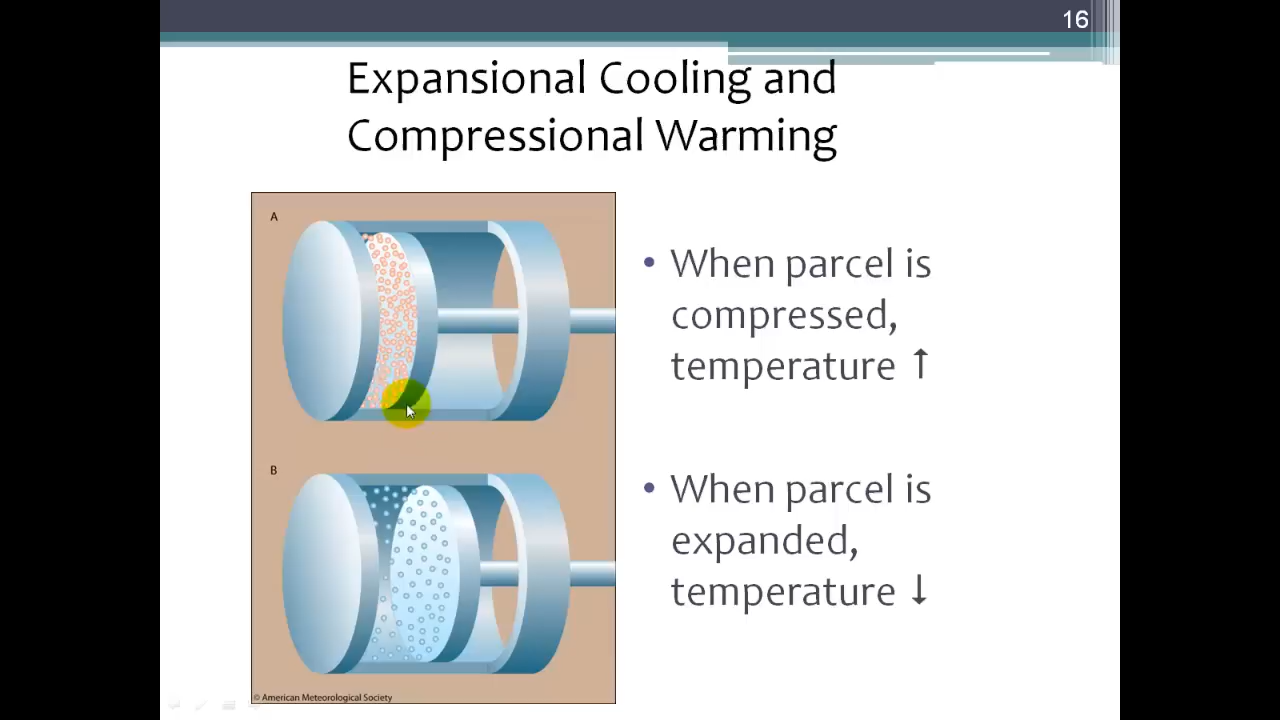 16
Expansional Cooling and
Compressional Warming
A
• When parcel is
compressed,
temperature ↑
B
• When parcel is
expanded,
temperature ↓
© American Meteorological Society